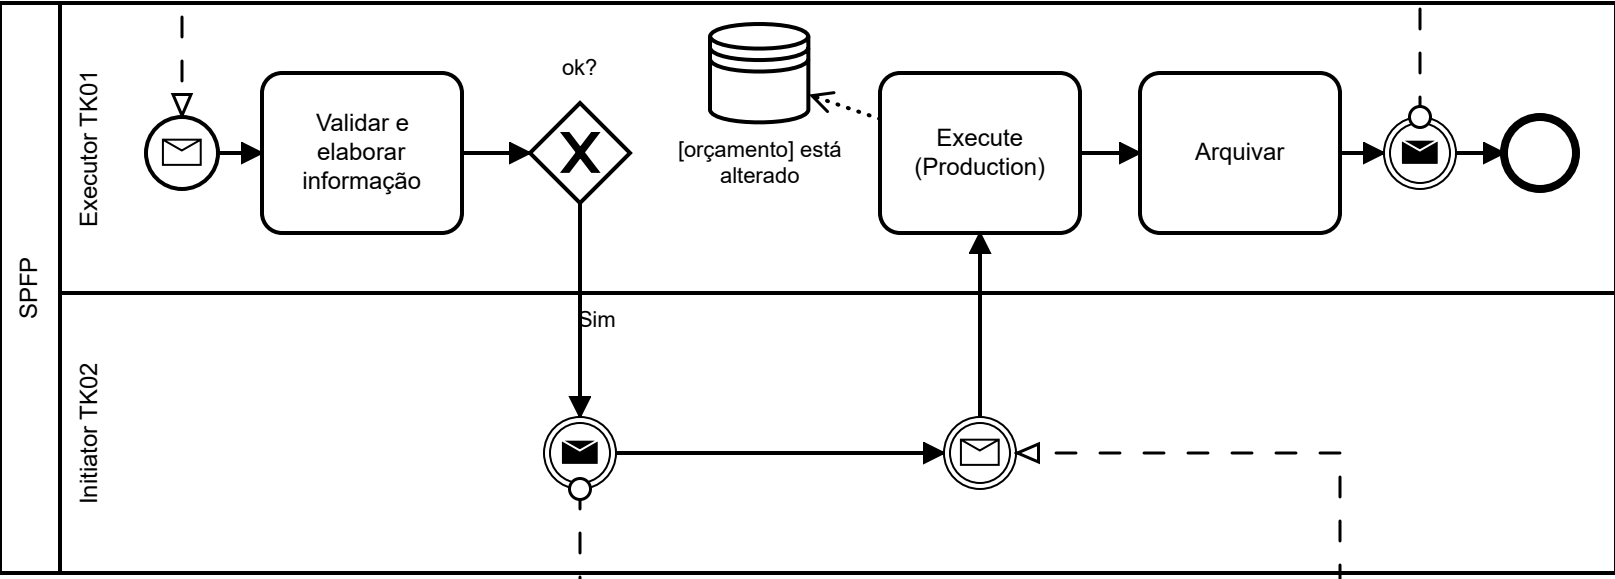 SPFP
Executor TK01
Validar e
elaborar
informação
ok?
X
[orçamento] está
alterado
Execute
(Production)
Arquivar
Sim
Initiator TK02